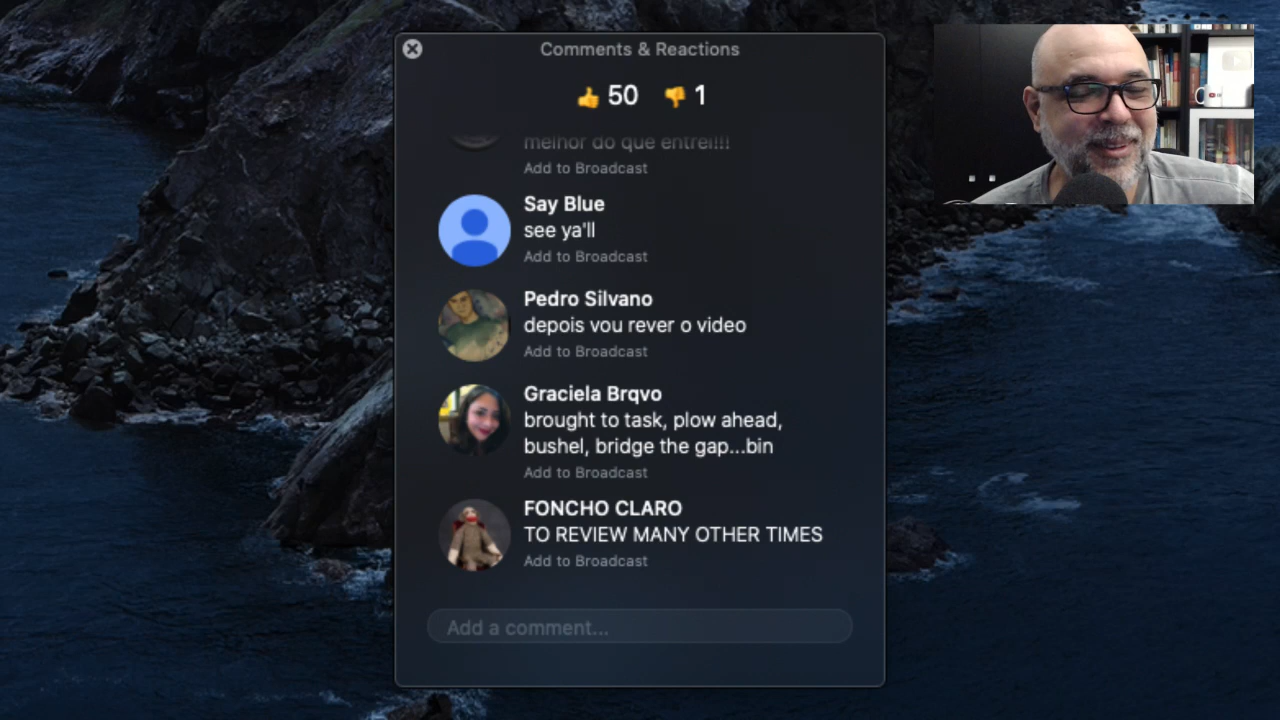 Comments & Reactions
👍 50 👎 1
melhor do que entrei!!!
Add to Broadcast
Say Blue
see ya'll
Add to Broadcast
Pedro Silvano
depois vou rever o video
Add to Broadcast
Graciela Brqvo
brought to task, plow ahead,
bushel, bridge the gap...bin
Add to Broadcast
FONCHO CLARO
TO REVIEW MANY OTHER TIMES
Add to Broadcast
Add a comment...